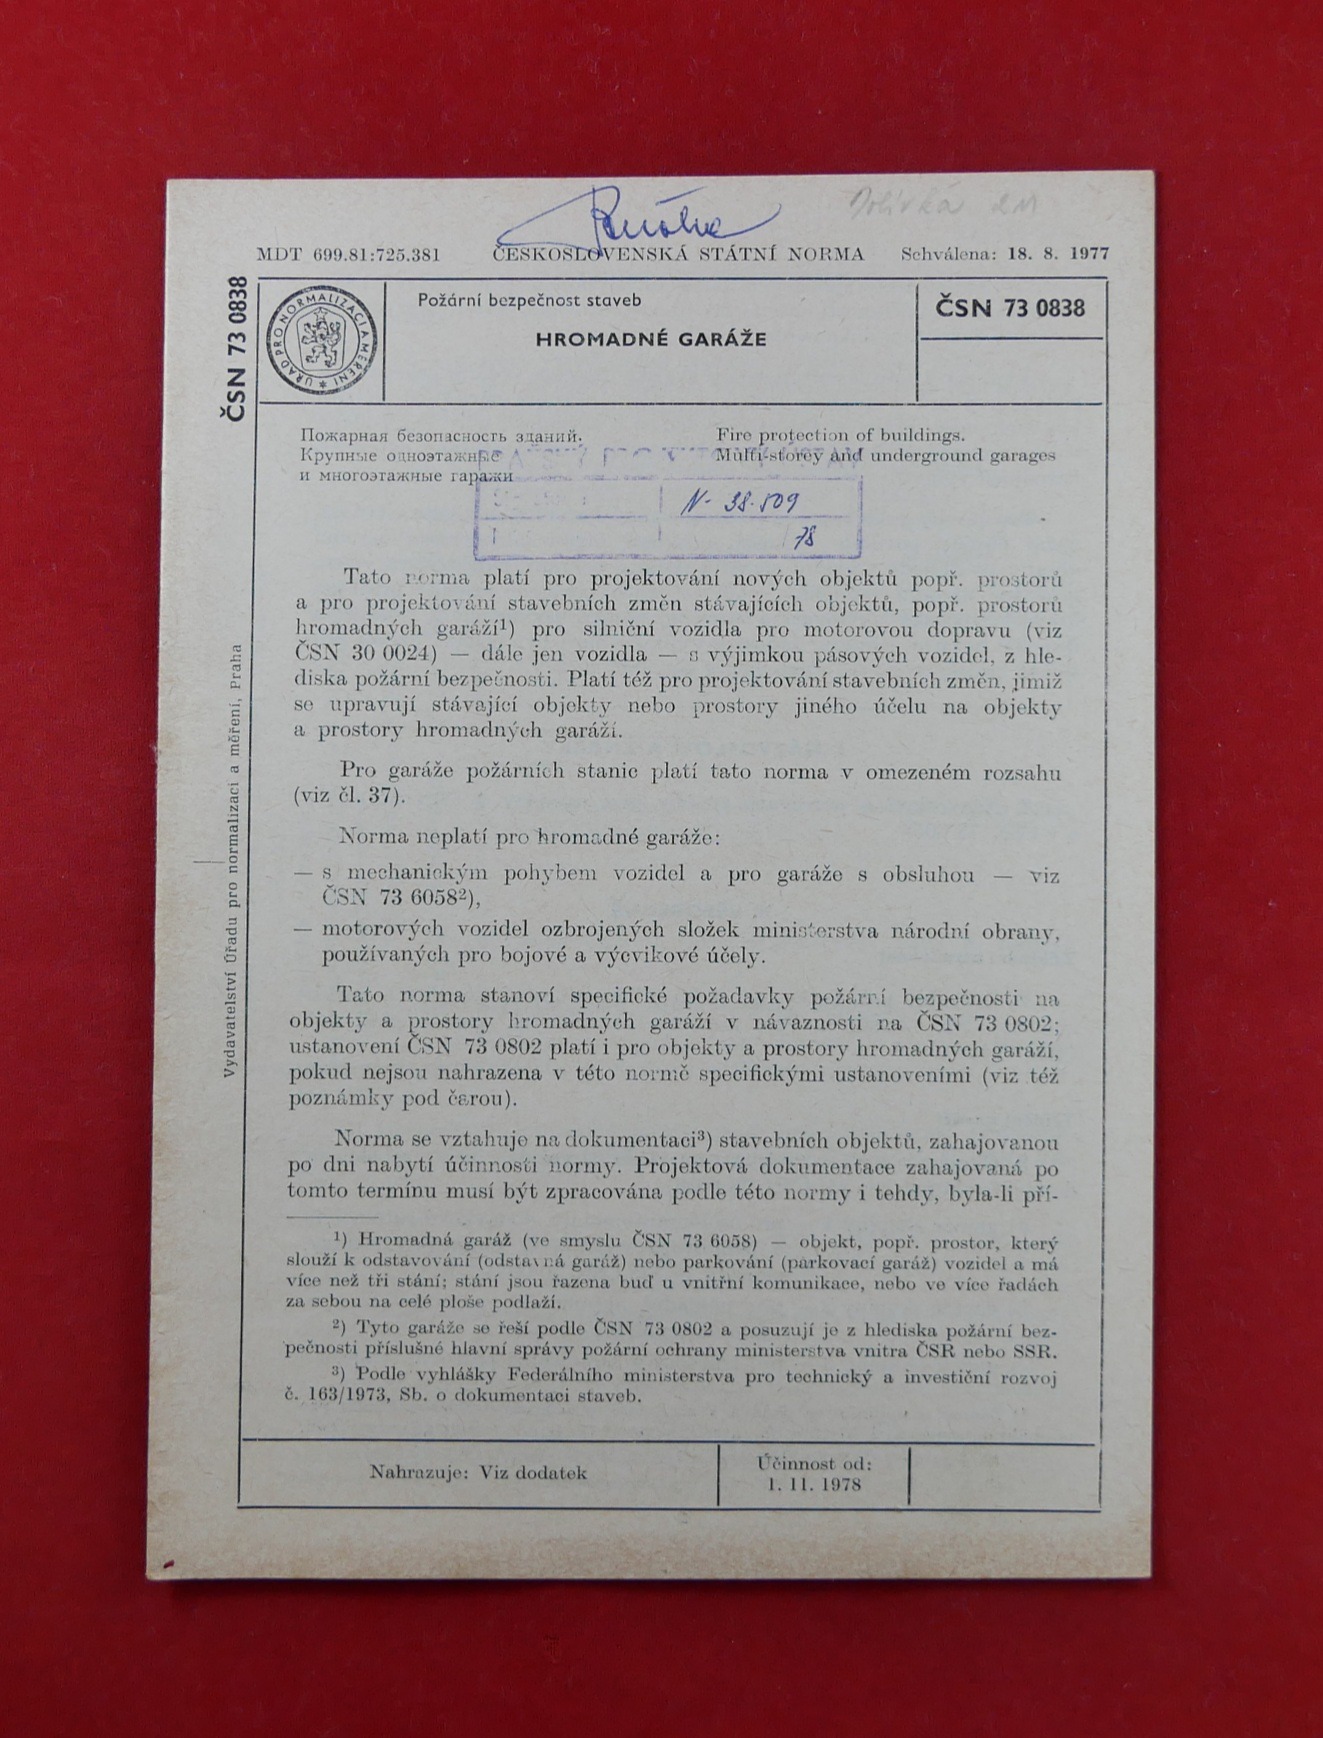 MDT 699.81:725.381 ČESKOSLOVENSKÁ STÁTNÍ NORMA Schválena: 18. 8. 1977
ČSN 73 0838
ÚŘAD PRO NORMALIZACI A MĚŘENÍ
Požární bezpečnost staveb
HROMADNÉ GARÁŽE
ČSN 73 0838
Пожарная безопасность зданий.
Крупные одноэтажные
и многоэтажные гаражи
Fire protection of buildings.
Multi-storey and underground garages
N- 38.509
78
Tato norma platí pro projektování nových objektů popř. prostorů
a pro projektování stavebních změn stávajících objektů, popř. prostorů
hromadných garáží¹) pro silniční vozidla pro motorovou dopravu (viz
ČSN 30 0024) — dále jen vozidla — s výjimkou pásových vozidel, z hle-
diska požární bezpečnosti. Platí též pro projektování stavebních změn, jimiž
se upravují stávající objekty nebo prostory jiného účelu na objekty
a prostory hromadných garáží.
Pro garáže požárních stanic platí tato norma v omezeném rozsahu
(viz čl. 37).
Norma neplatí pro hromadné garáže:
— s mechanickým pohybem vozidel a pro garáže s obsluhou — viz
ČSN 73 6058²),
— motorových vozidel ozbrojených složek ministerstva národní obrany,
používaných pro bojové a výcvikové účely.
Tato norma stanoví specifické požadavky požární bezpečnosti na
objekty a prostory hromadných garáží v návaznosti na ČSN 73 0802;
ustanovení ČSN 73 0802 platí i pro objekty a prostory hromadných garáží,
pokud nejsou nahrazena v této normě specifickými ustanoveními (viz též
poznámky pod čarou).
Norma se vztahuje na dokumentaci³) stavebních objektů, zahajovanou
po dni nabytí účinnosti normy. Projektová dokumentace zahajovaná po
tomto termínu musí být zpracována podle této normy i tehdy, byla-li pří-
¹) Hromadná garáž (ve smyslu ČSN 73 6058) — objekt, popř. prostor, který
slouží k odstavování (odstavná garáž) nebo parkování (parkovací garáž) vozidel a má
více než tři stání; stání jsou řazena buď u vnitřní komunikace, nebo ve více řadách
za sebou na celé ploše podlaží.
²) Tyto garáže se řeší podle ČSN 73 0802 a posuzují je z hlediska požární bez-
pečnosti příslušné hlavní správy požární ochrany ministerstva vnitra ČSR nebo SSR.
³) Podle vyhlášky Federálního ministerstva pro technický a investiční rozvoj
č. 163/1973, Sb. o dokumentaci staveb.
Vydavatelství Úřadu pro normalizaci a měření, Praha
Nahrazuje: Viz dodatek
Účinnost od:
1. 11. 1978